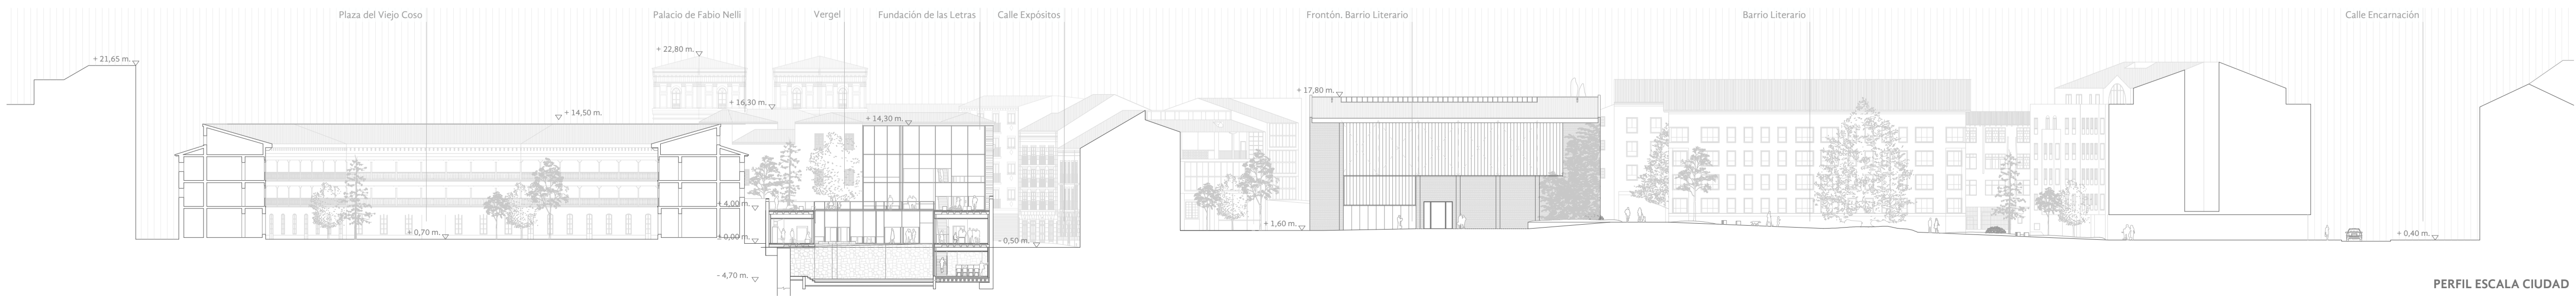 Plaza del Viejo Coso
Palacio de Fabio Nelli
Vergel
Fundación de las Letras
Calle Expósitos
Frontón. Barrio Literario
Barrio Literario
Calle Encarnación
+ 21,65 m.
+ 22,80 m.
+ 14,50 m.
+ 16,30 m.
+ 14,30 m.
+ 17,80 m.
+ 4,00 m.
+ 0,70 m.
± 0,00 m.
- 0,50 m.
+ 1,60 m.
+ 0,40 m.
- 4,70 m.
PERFIL ESCALA CIUDAD